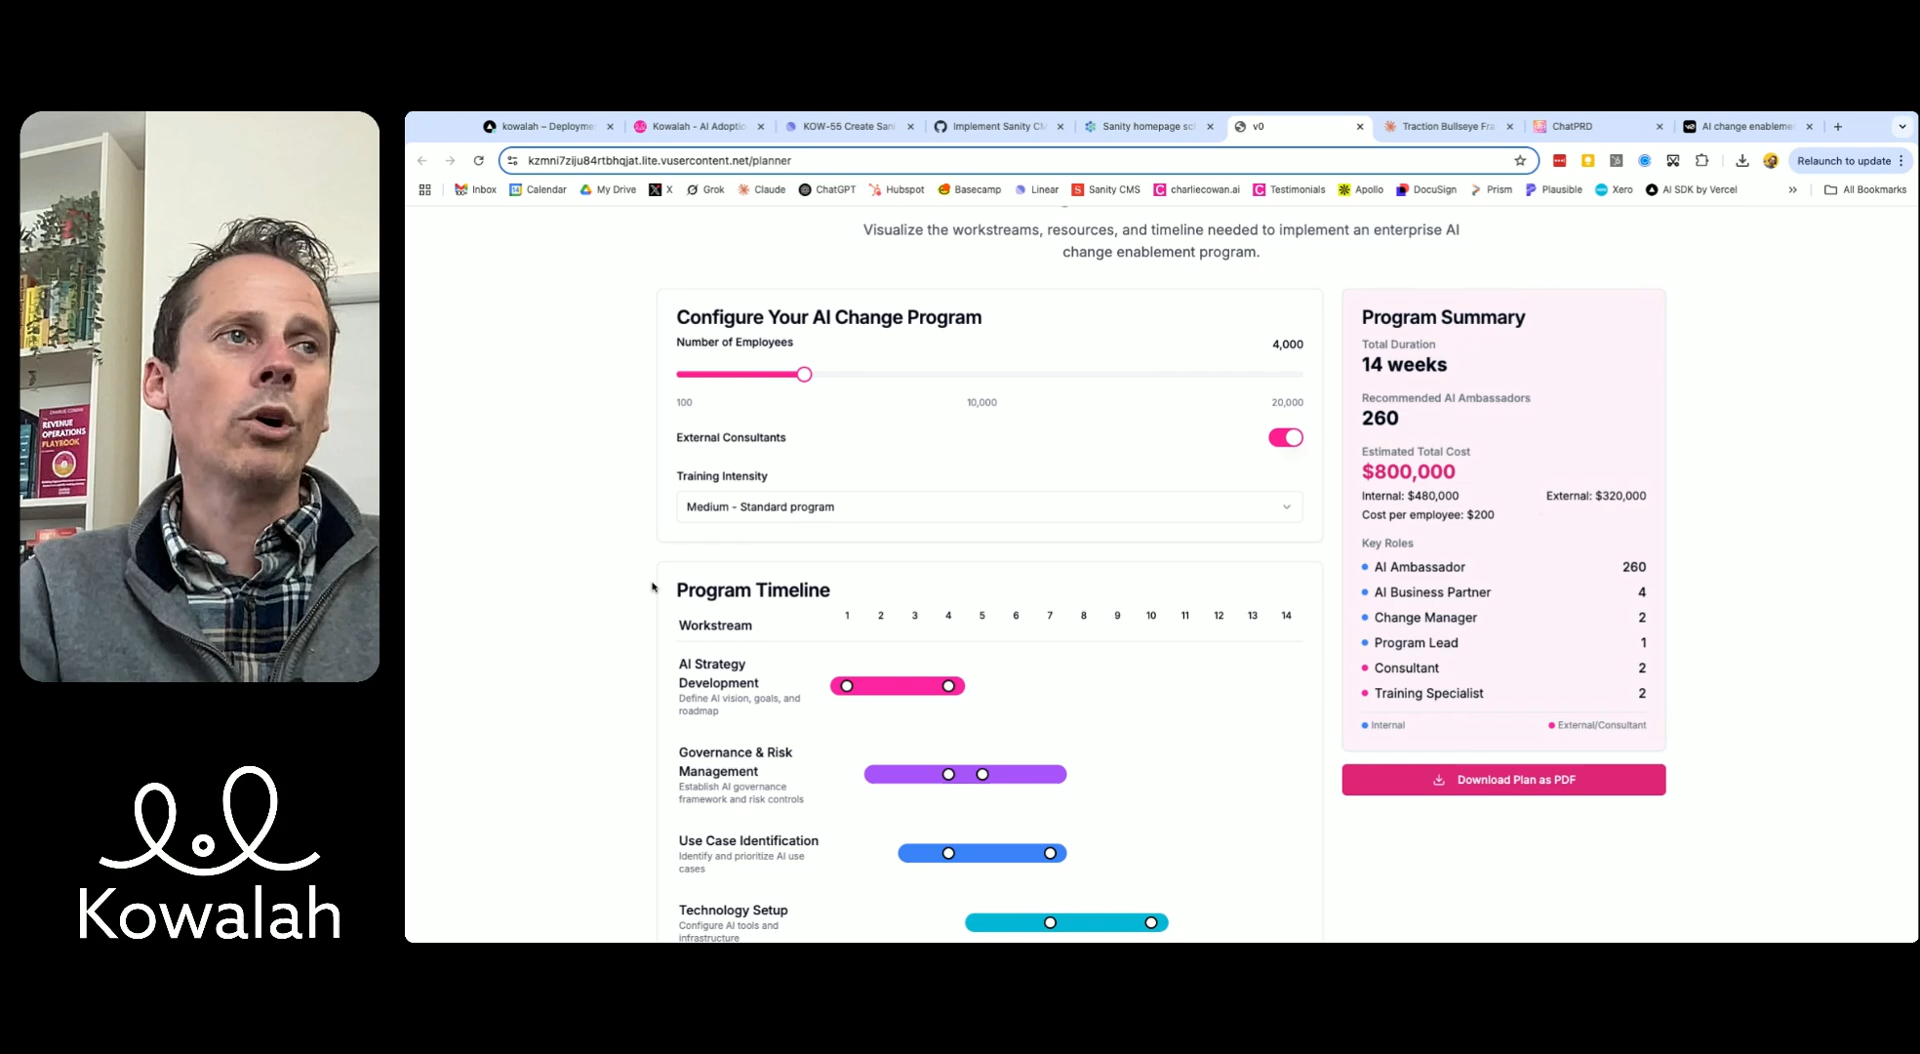 kowalah – Deployme
Kowalah - AI Adoptio
KOW-55 Create San
Implement Sanity CM
Sanity homepage sc
v0
Traction Bullseye Fra
ChatPRD
AI change enableme
kzmni7ziju84rtbhqjat.lite.vusercontent.net/planner
Relaunch to update
Inbox
Calendar
My Drive
X
Grok
Claude
ChatGPT
Hubspot
Basecamp
Linear
Sanity CMS
charliecowan.ai
Testimonials
Apollo
DocuSign
Prism
Plausible
Xero
AI SDK by Vercel
All Bookmarks
Visualize the workstreams, resources, and timeline needed to implement an enterprise AI
change enablement program.
Configure Your AI Change Program
Number of Employees
4,000
100
10,000
20,000
External Consultants
Training Intensity
Medium - Standard program
Program Summary
Total Duration
14 weeks
Recommended AI Ambassadors
260
Estimated Total Cost
$800,000
Internal: $480,000
External: $320,000
Cost per employee: $200
Key Roles
AI Ambassador 260
AI Business Partner 4
Change Manager 2
Program Lead 1
Consultant 2
Training Specialist 2
Internal
External/Consultant
Download Plan as PDF
Program Timeline
Workstream
1 2 3 4 5 6 7 8 9 10 11 12 13 14
AI Strategy
Development
Define AI vision, goals, and
roadmap
Governance & Risk
Management
Establish AI governance
framework and risk controls
Use Case Identification
Identify and prioritize AI use
cases
Technology Setup
Configure AI tools and
infrastructure
CHARLIE COWAN
REVENUE
OPERATIONS
PLAYBOOK
Kowalah